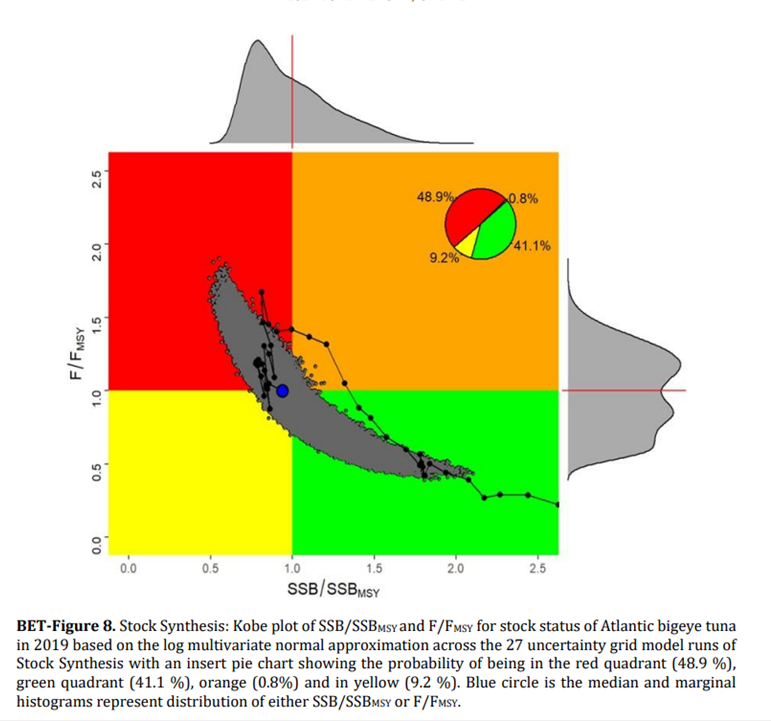 48.9%
0.8%
41.1%
9.2%
2.5
2.0
1.5
1.0
0.5
0.0
F/FMSY
0.0 0.5 1.0 1.5 2.0 2.5
SSB/SSBMSY
BET-Figure 8. Stock Synthesis: Kobe plot of SSB/SSBMSY and F/FMSY for stock status of Atlantic bigeye tuna
in 2019 based on the log multivariate normal approximation across the 27 uncertainty grid model runs of
Stock Synthesis with an insert pie chart showing the probability of being in the red quadrant (48.9 %),
green quadrant (41.1 %), orange (0.8%) and in yellow (9.2 %). Blue circle is the median and marginal
histograms represent distribution of either SSB/SSBMSY or F/FMSY.